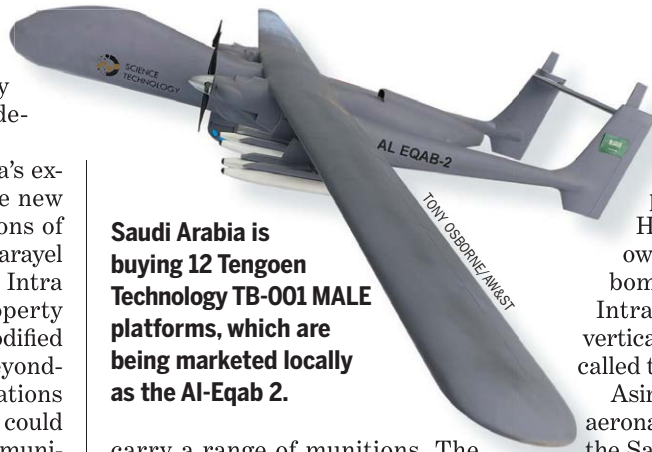 SCIENCE
TECHNOLOGY
AL EQAB-2
TONY OSBORNE/AW&ST
y
de-
a's ex-
e new
ons of
arayel
Intra
operty
odified
eyond-
ations
could
muni-
Saudi Arabia is
buying 12 Tengoen
Technology TB-001 MALE
platforms, which are
being marketed locally
as the Al-Eqab 2.
carry a range of munitions. The
H
ow
bom
Intra
vertica
called t
Asir
aerona
the Sa